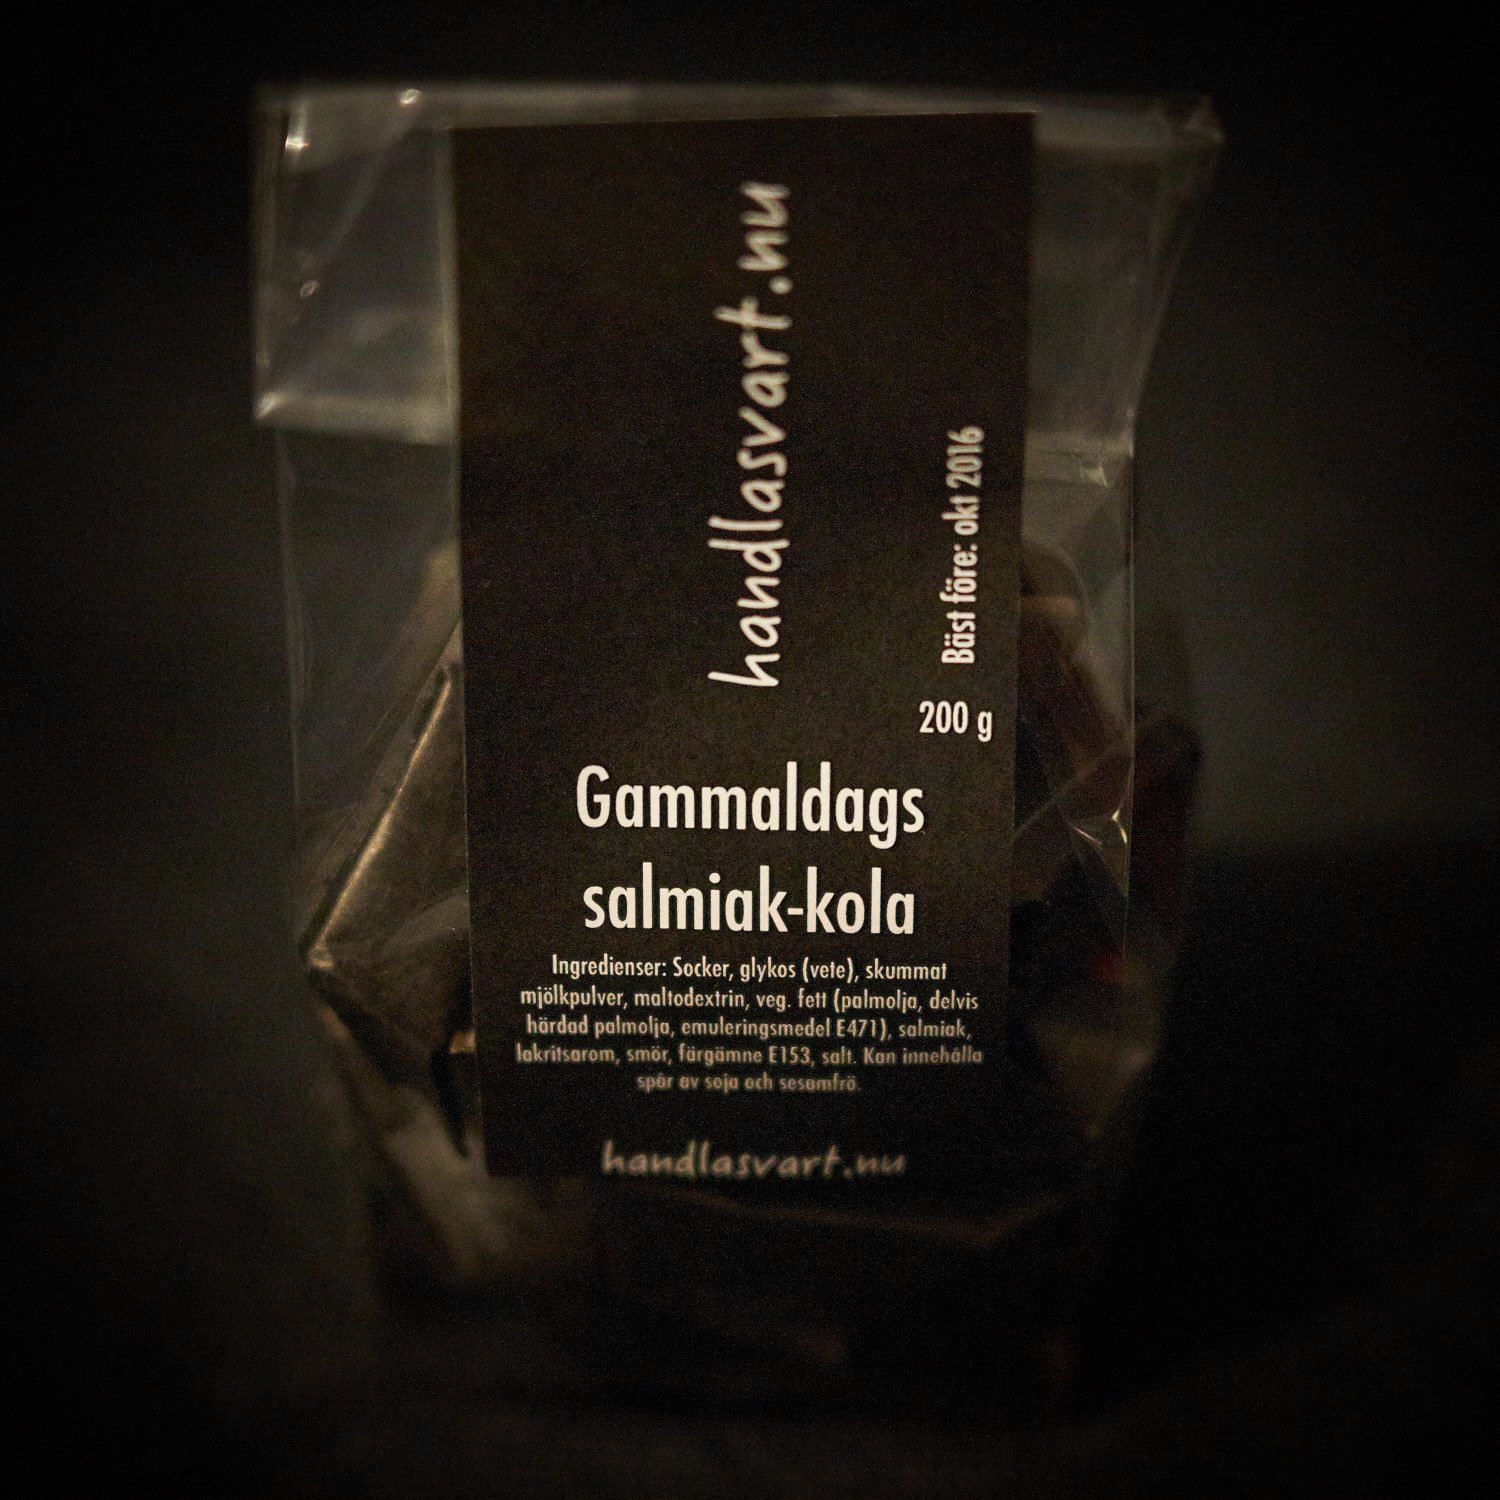 handlasvart.nu
Bäst före: okt 2016
200 g
Gammaldags
salmiak-kola
Ingredienser: Socker, glykos (vete), skummat
mjölkpulver, maltodextrin, veg. fett (palmolja, delvis
härdad palmolja, emuleringsmedel E471), salmiak,
lakritsarom, smör, färgämne E153, salt. Kan innehålla
spår av soja och sesamfrö.
handlasvart.nu